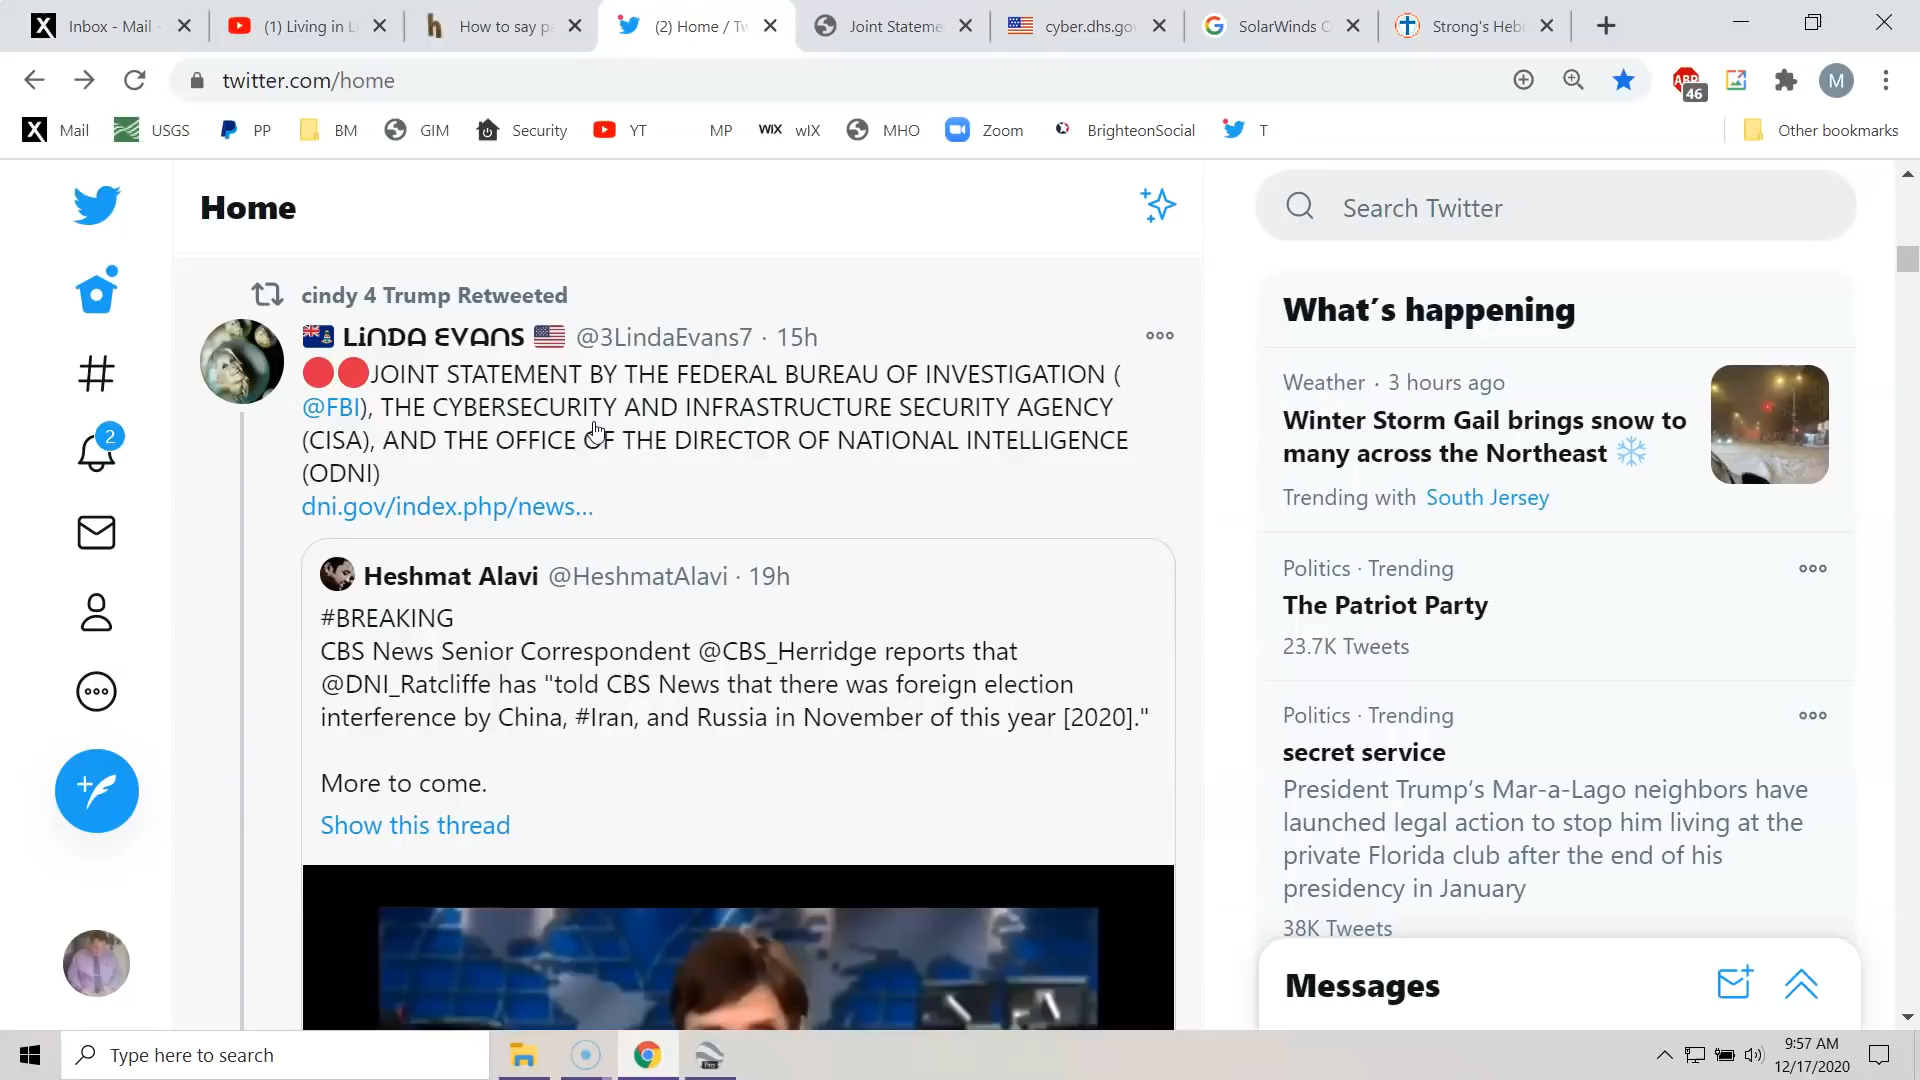 Inbox - Mail -
(1) Living in Li
How to say pa
(2) Home / Tw
Joint Stateme
cyber.dhs.gov
SolarWinds O
Strong's Hebr
twitter.com/home
ABP
46
M
X
Mail
USGS
PP
BM
GIM
Security
YT
MP
WIX
wIX
MHO
Zoom
BrighteonSocial
T
Other bookmarks
Home
Search Twitter
cindy 4 Trump Retweeted
LiNDA EVANS @3LindaEvans7 · 15h
JOINT STATEMENT BY THE FEDERAL BUREAU OF INVESTIGATION (
@FBI), THE CYBERSECURITY AND INFRASTRUCTURE SECURITY AGENCY
(CISA), AND THE OFFICE OF THE DIRECTOR OF NATIONAL INTELLIGENCE
(ODNI)
dni.gov/index.php/news...
Heshmat Alavi @HeshmatAlavi · 19h
#BREAKING
CBS News Senior Correspondent @CBS_Herridge reports that
@DNI_Ratcliffe has "told CBS News that there was foreign election
interference by China, #Iran, and Russia in November of this year [2020]."
More to come.
Show this thread
2
What's happening
Weather · 3 hours ago
Winter Storm Gail brings snow to
many across the Northeast
Trending with South Jersey
Politics · Trending
The Patriot Party
23.7K Tweets
Politics · Trending
secret service
President Trump's Mar-a-Lago neighbors have
launched legal action to stop him living at the
private Florida club after the end of his
presidency in January
38K Tweets
Messages
Type here to search
9:57 AM
12/17/2020